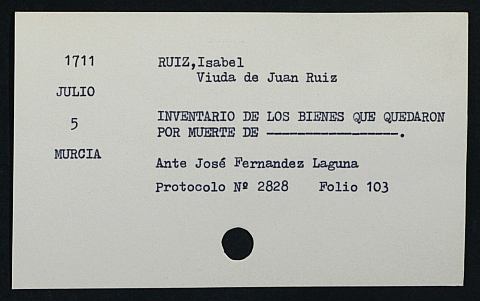 1711
JULIO
5
MURCIA
RUIZ,Isabel
Viuda de Juan Ruiz
INVENTARIO DE LOS BIENES QUE QUEDARON
POR MUERTE DE -----------------.
Ante José Fernandez Laguna
Protocolo Nº 2828 Folio 103